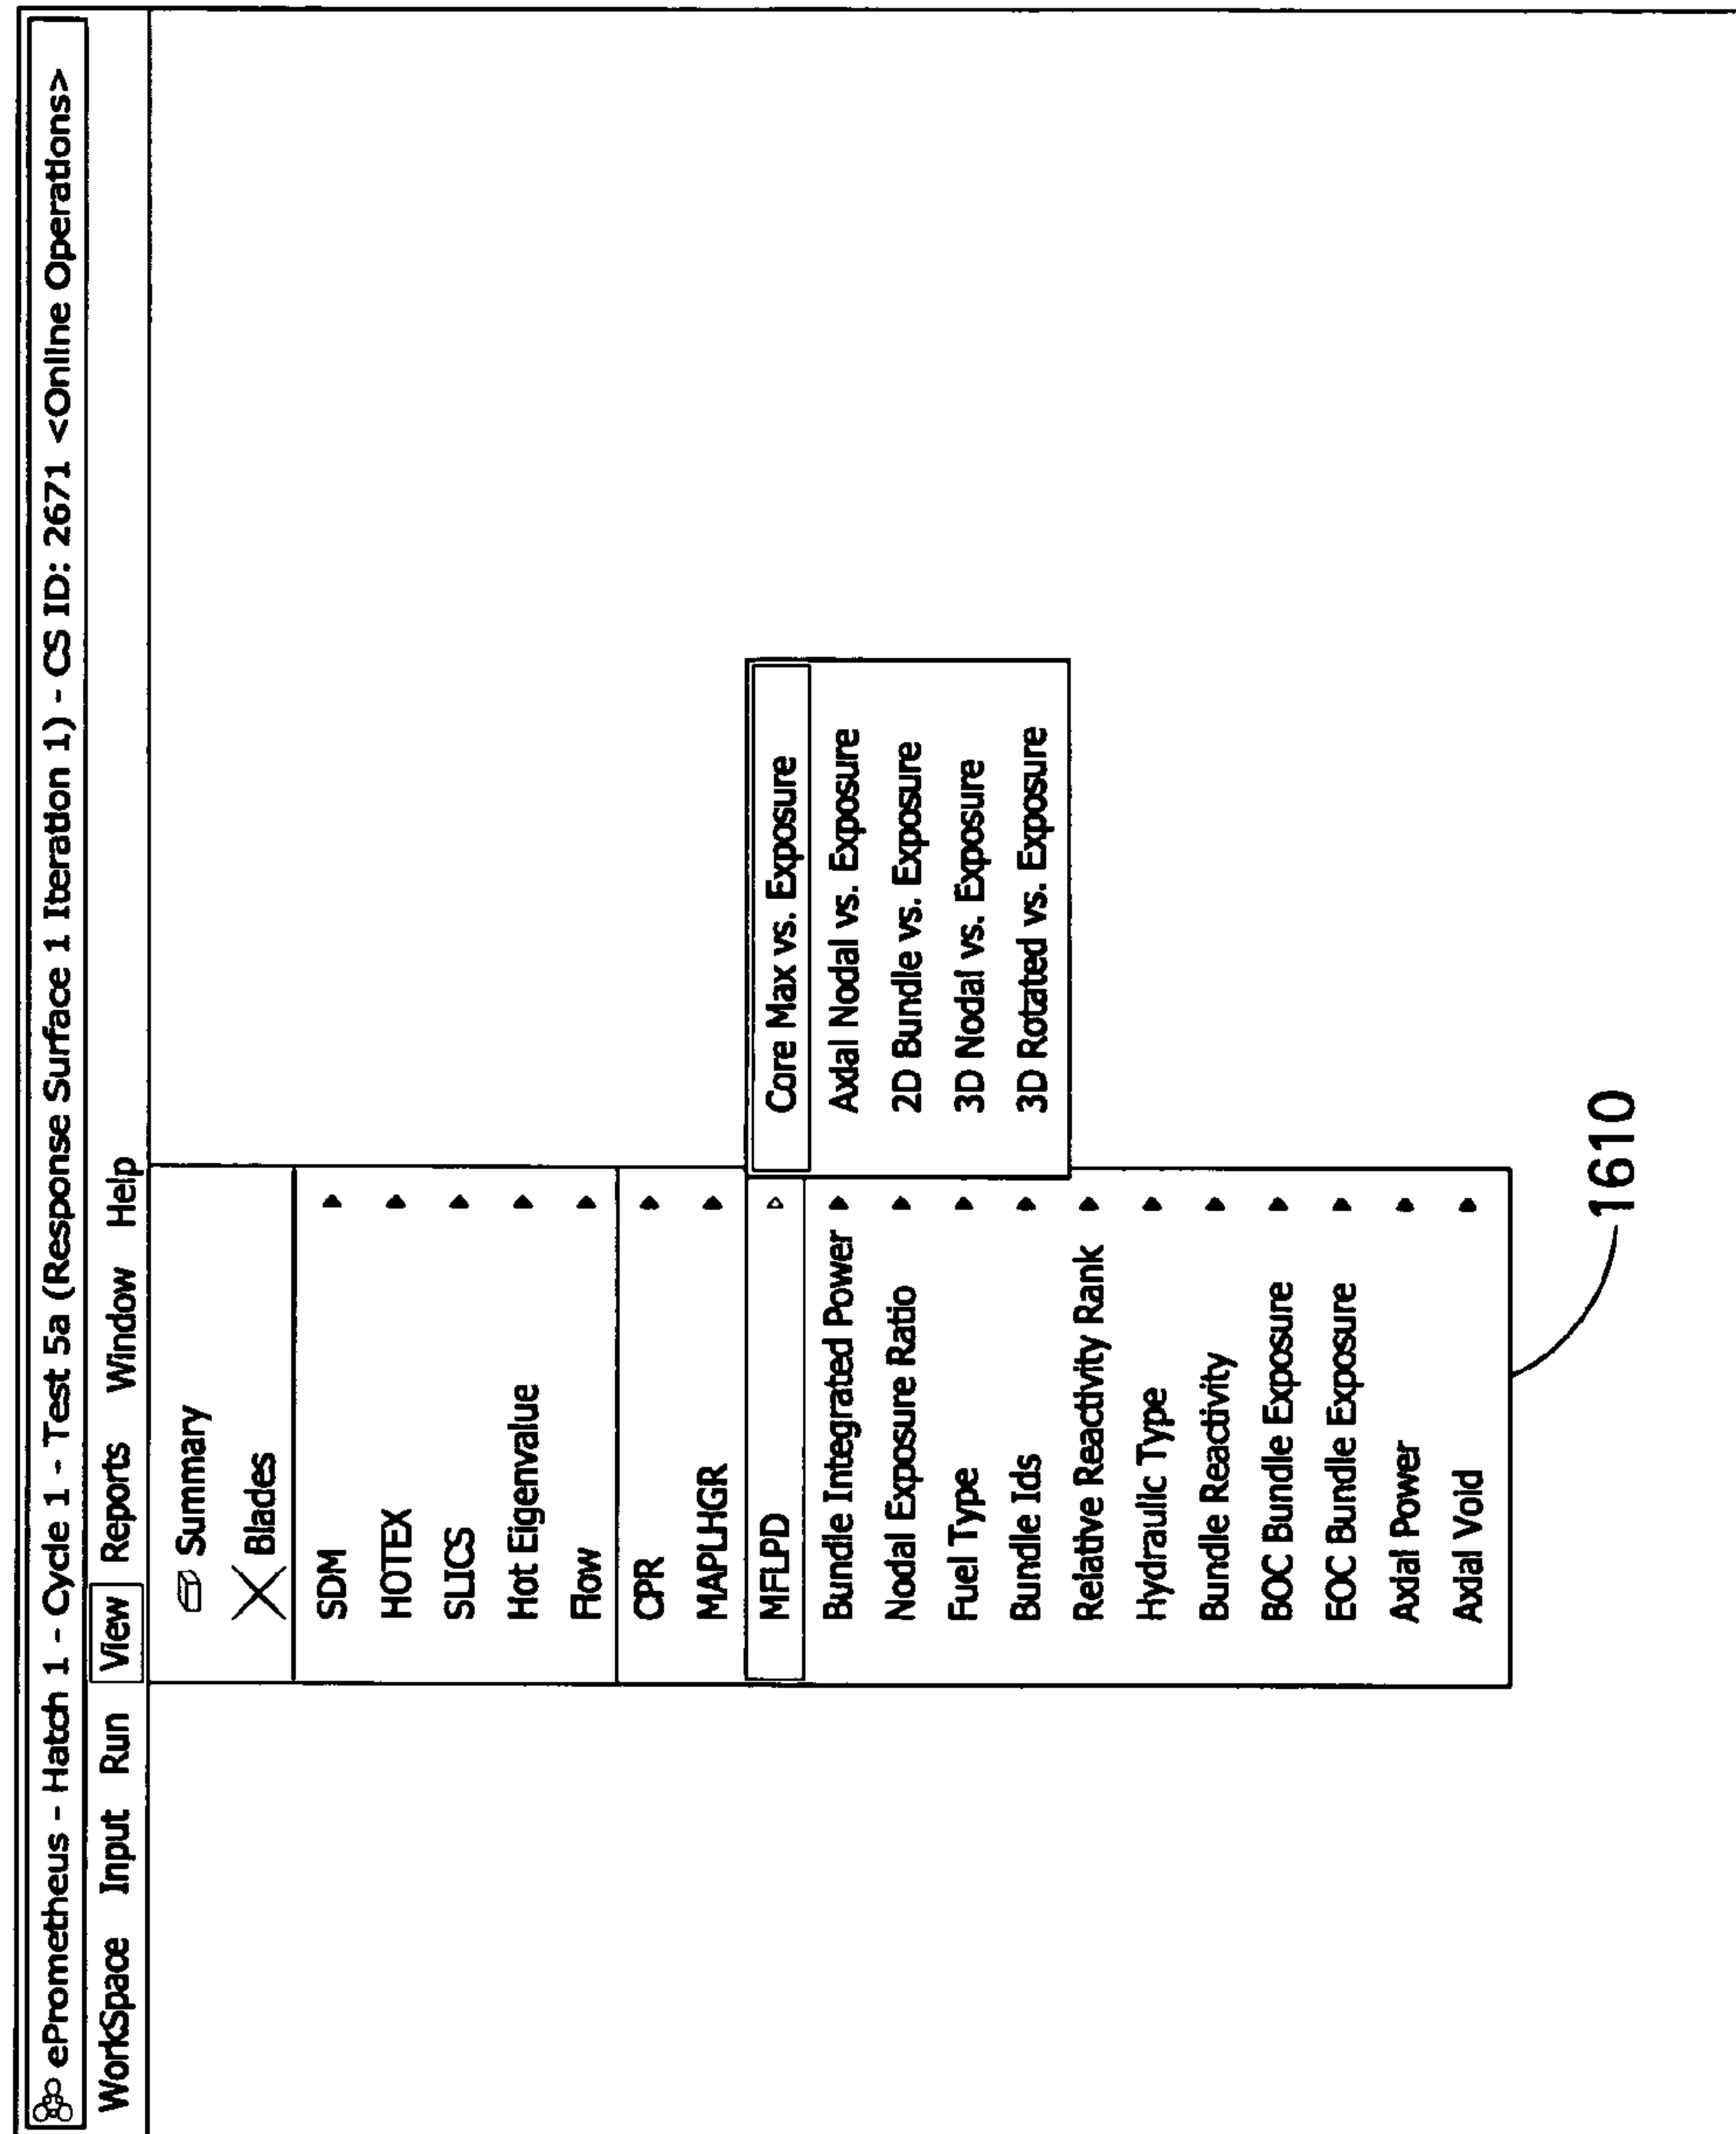 ePrometheus - Hatch 1 - Cycle 1 - Test 5a (Response Surface 1 Iteration 1) - CS ID: 2671 <Online Operations>
WorkSpace Input Run View Reports Window Help
Summary
Blades
SDM
HOTEX
SLICS
Hot Eigenvalue
Flow
CPR
MAPLHGR
MFLPD
Core Max vs. Exposure
Axial Nodal vs. Exposure
2D Bundle vs. Exposure
3D Nodal vs. Exposure
3D Rotated vs. Exposure
Bundle Integrated Power
Nodal Exposure Ratio
Fuel Type
Bundle Ids
Relative Reactivity Rank
Hydraulic Type
Bundle Reactivity
BOC Bundle Exposure
EOC Bundle Exposure
Axial Power
Axial Void
1610